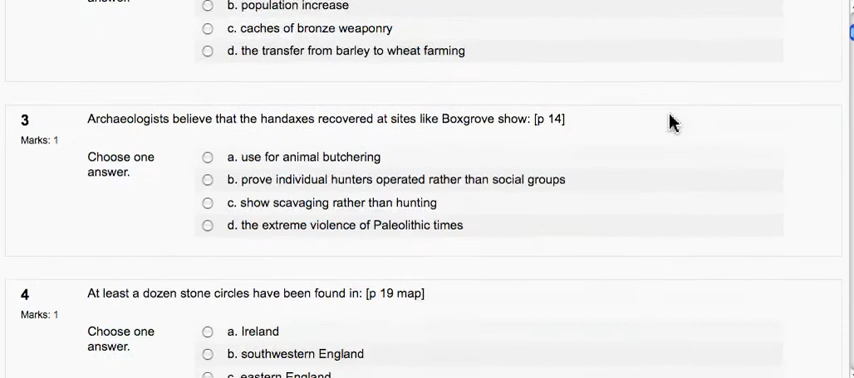 b. population increase
c. caches of bronze weaponry
d. the transfer from barley to wheat farming
3
Archaeologists believe that the handaxes recovered at sites like Boxgrove show: [p 14]
Marks: 1
Choose one
answer.
a. use for animal butchering
b. prove individual hunters operated rather than social groups
c. show scavaging rather than hunting
d. the extreme violence of Paleolithic times
4
At least a dozen stone circles have been found in: [p 19 map]
Marks: 1
Choose one
answer.
a. Ireland
b. southwestern England
c. eastern England